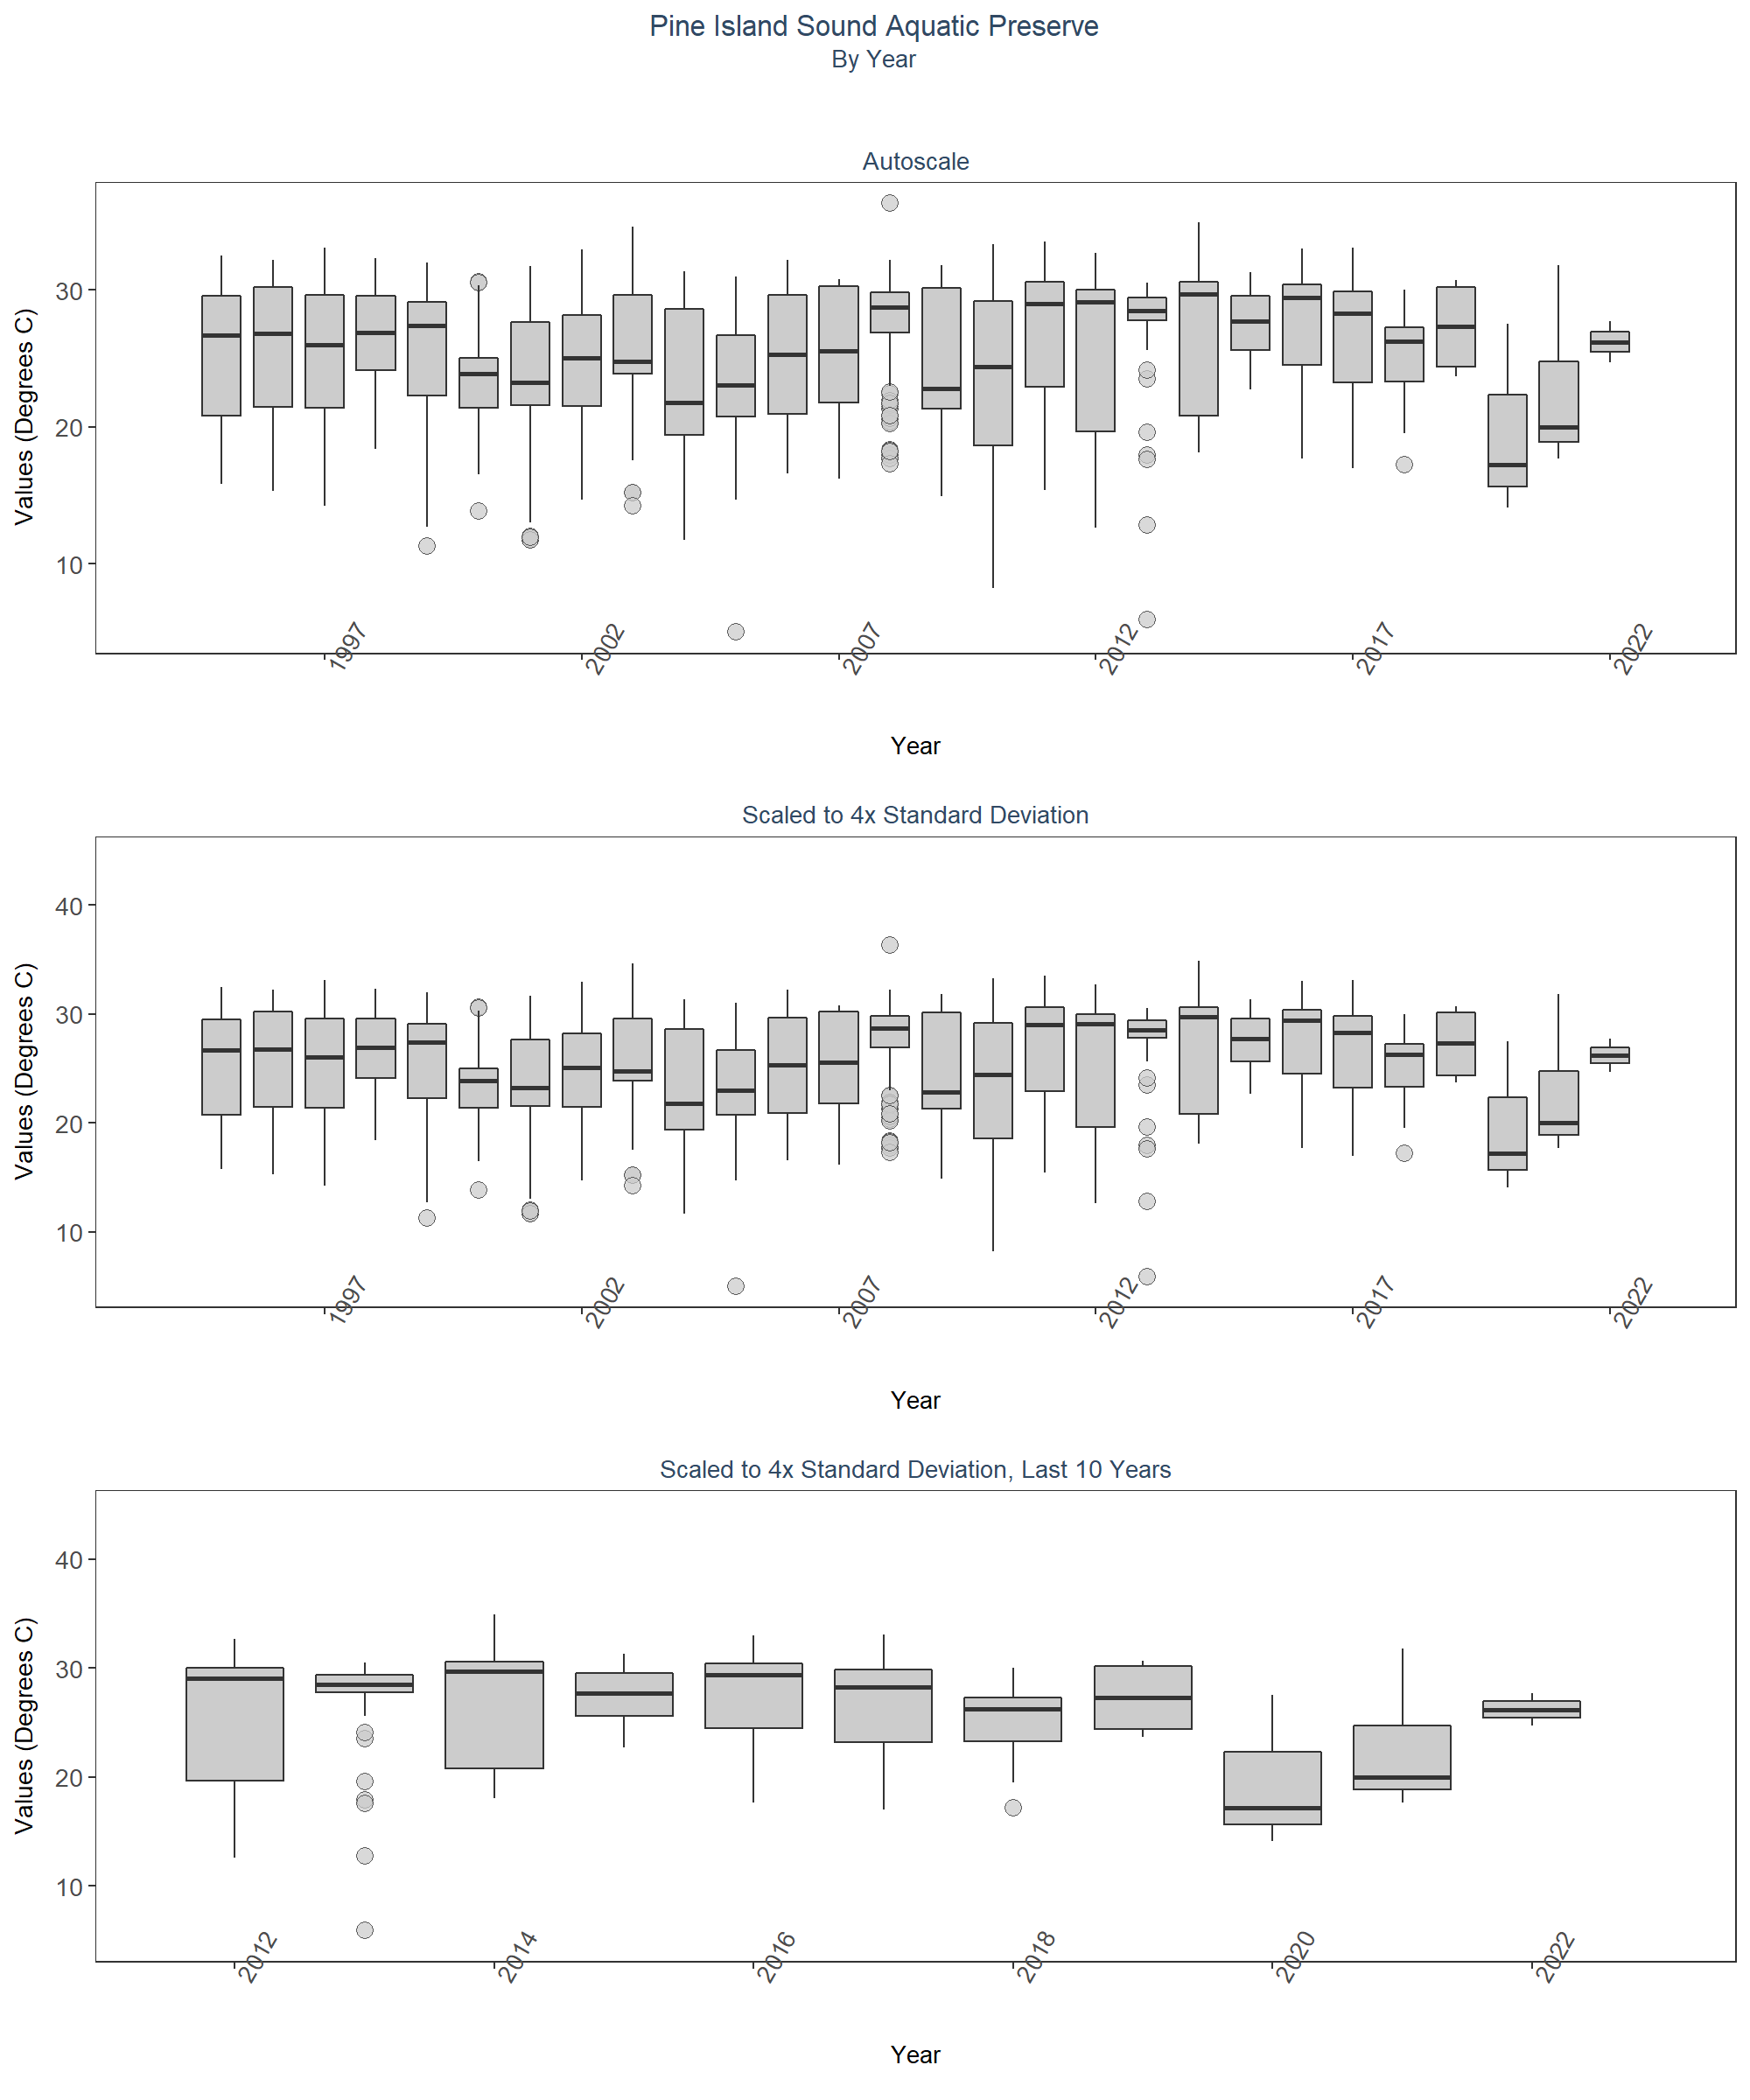 Pine Island Sound Aquatic Preserve
By Year
Autoscale
Values (Degrees C)
30
20
10
1997
2002
2007
2012
2017
2022
Year
Scaled to 4x Standard Deviation
Values (Degrees C)
40
30
20
10
1997
2002
2007
2012
2017
2022
Year
Scaled to 4x Standard Deviation, Last 10 Years
Values (Degrees C)
40
30
20
10
2012
2014
2016
2018
2020
2022
Year